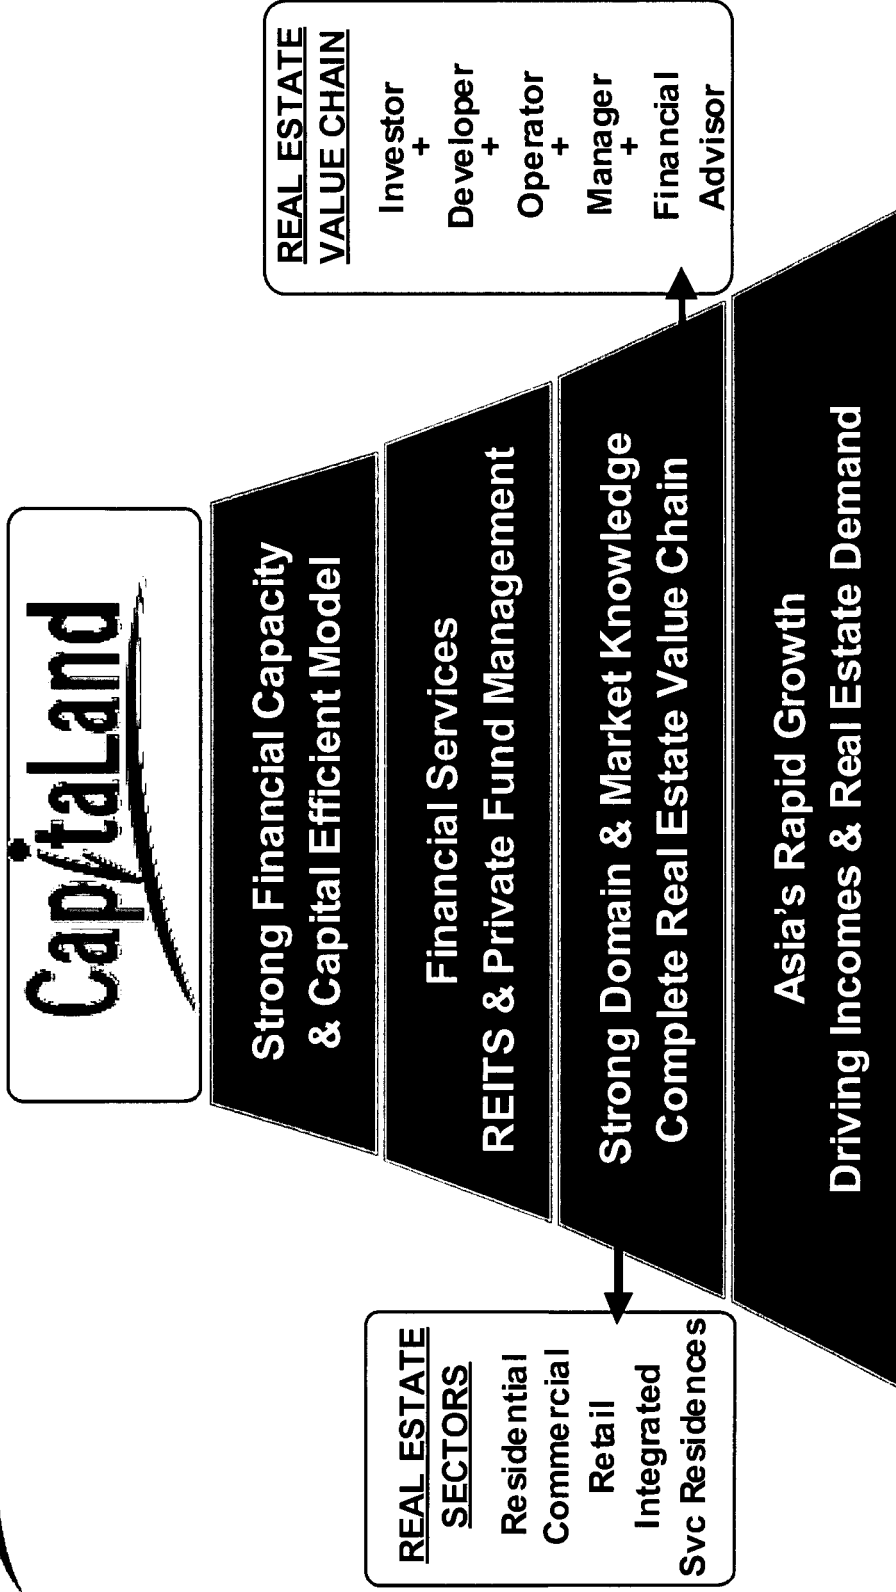 CapitaLand
Strong Financial Capacity
& Capital Efficient Model
Financial Services
REITS & Private Fund Management
Strong Domain & Market Knowledge
Complete Real Estate Value Chain
Asia's Rapid Growth
Driving Incomes & Real Estate Demand
REAL ESTATE
SECTORS
Residential
Commercial
Retail
Integrated
Svc Residences
REAL ESTATE
VALUE CHAIN
Investor
+
Developer
+
Operator
+
Manager
+
Financial
Advisor